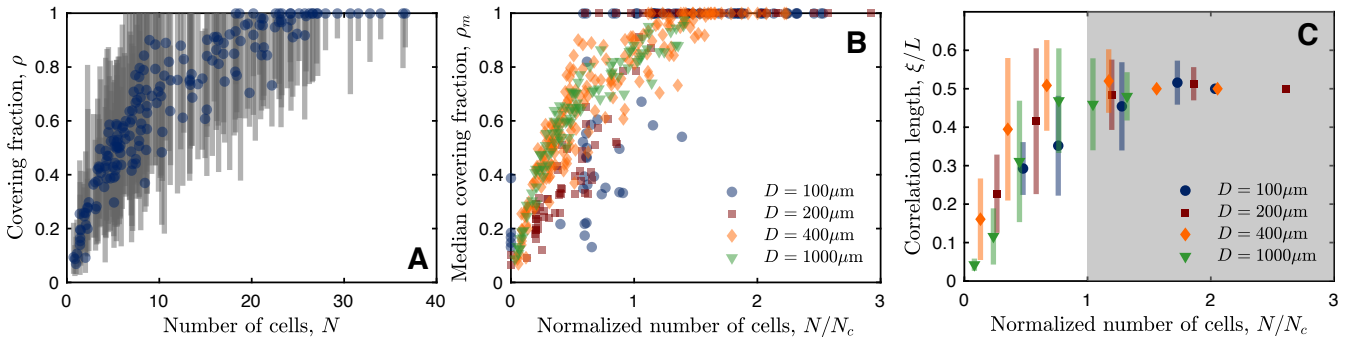 Covering fraction, ρ
1
0.8
0.6
0.4
0.2
0
0
10
20
30
40
Number of cells, N
A
Median covering fraction, ρm
1
0.8
0.6
0.4
0.2
0
0
1
2
3
Normalized number of cells, N/Nc
B
D = 100μm
D = 200μm
D = 400μm
D = 1000μm
Correlation length, ξ/L
0.6
0.5
0.4
0.3
0.2
0.1
0
0
1
2
3
Normalized number of cells, N/Nc
C
D = 100μm
D = 200μm
D = 400μm
D = 1000μm